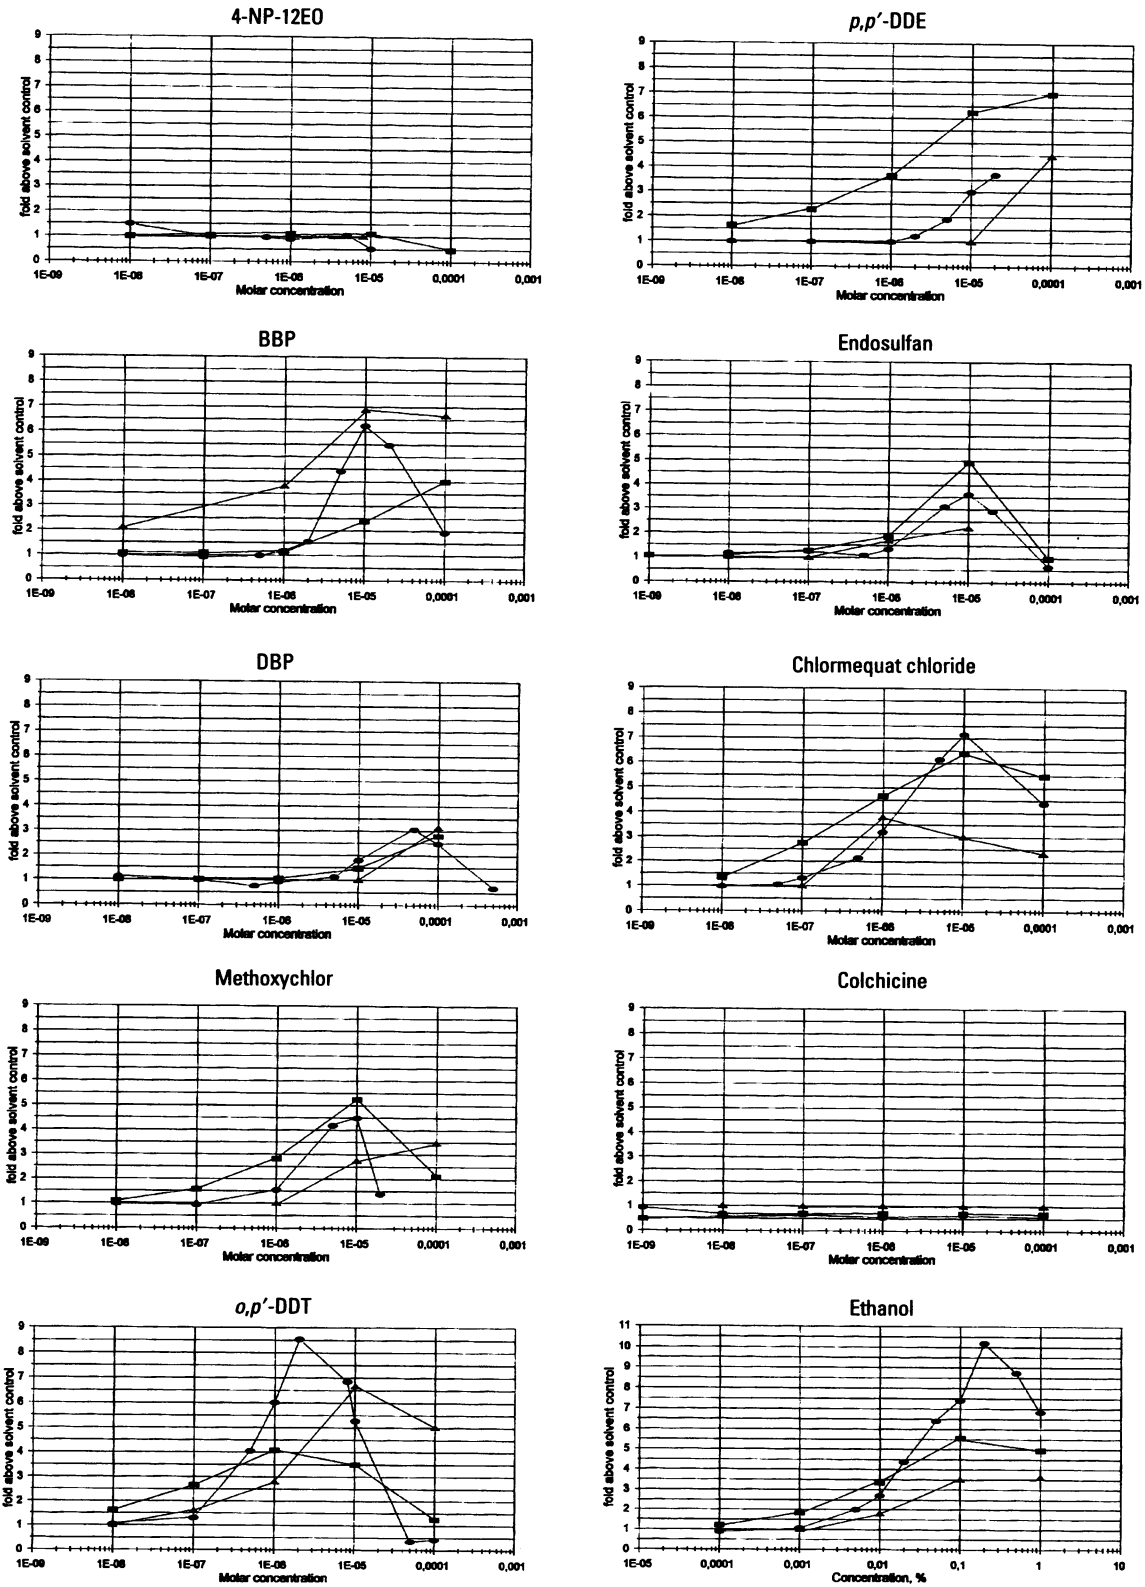 4-NP-12EO
fold above solvent control
9
8
7
6
5
4
3
2
1
0
1E-09 1E-08 1E-07 1E-06 1E-05 0,0001 0,001
Molar concentration
p,p′-DDE
fold above solvent control
9
8
7
6
5
4
3
2
1
0
1E-09 1E-08 1E-07 1E-06 1E-05 0,0001 0,001
Molar concentration
BBP
fold above solvent control
9
8
7
6
5
4
3
2
1
0
1E-09 1E-08 1E-07 1E-06 1E-05 0,0001 0,001
Molar concentration
Endosulfan
fold above solvent control
9
8
7
6
5
4
3
2
1
0
1E-09 1E-08 1E-07 1E-06 1E-05 0,0001 0,001
Molar concentration
DBP
fold above solvent control
9
8
7
6
5
4
3
2
1
0
1E-09 1E-08 1E-07 1E-06 1E-05 0,0001 0,001
Molar concentration
Chlormequat chloride
fold above solvent control
9
8
7
6
5
4
3
2
1
0
1E-09 1E-08 1E-07 1E-06 1E-05 0,0001 0,001
Molar concentration
Methoxychlor
fold above solvent control
9
8
7
6
5
4
3
2
1
0
1E-09 1E-08 1E-07 1E-06 1E-05 0,0001 0,001
Molar concentration
Colchicine
fold above solvent control
9
8
7
6
5
4
3
2
1
0
1E-09 1E-08 1E-07 1E-06 1E-05 0,0001 0,001
Molar concentration
o,p′-DDT
fold above solvent control
9
8
7
6
5
4
3
2
1
0
1E-09 1E-08 1E-07 1E-06 1E-05 0,0001 0,001
Molar concentration
Ethanol
fold above solvent control
11
10
9
8
7
6
5
4
3
2
1
0
1E-05 0,0001 0,001 0,01 0,1 1 10
Concentration, %